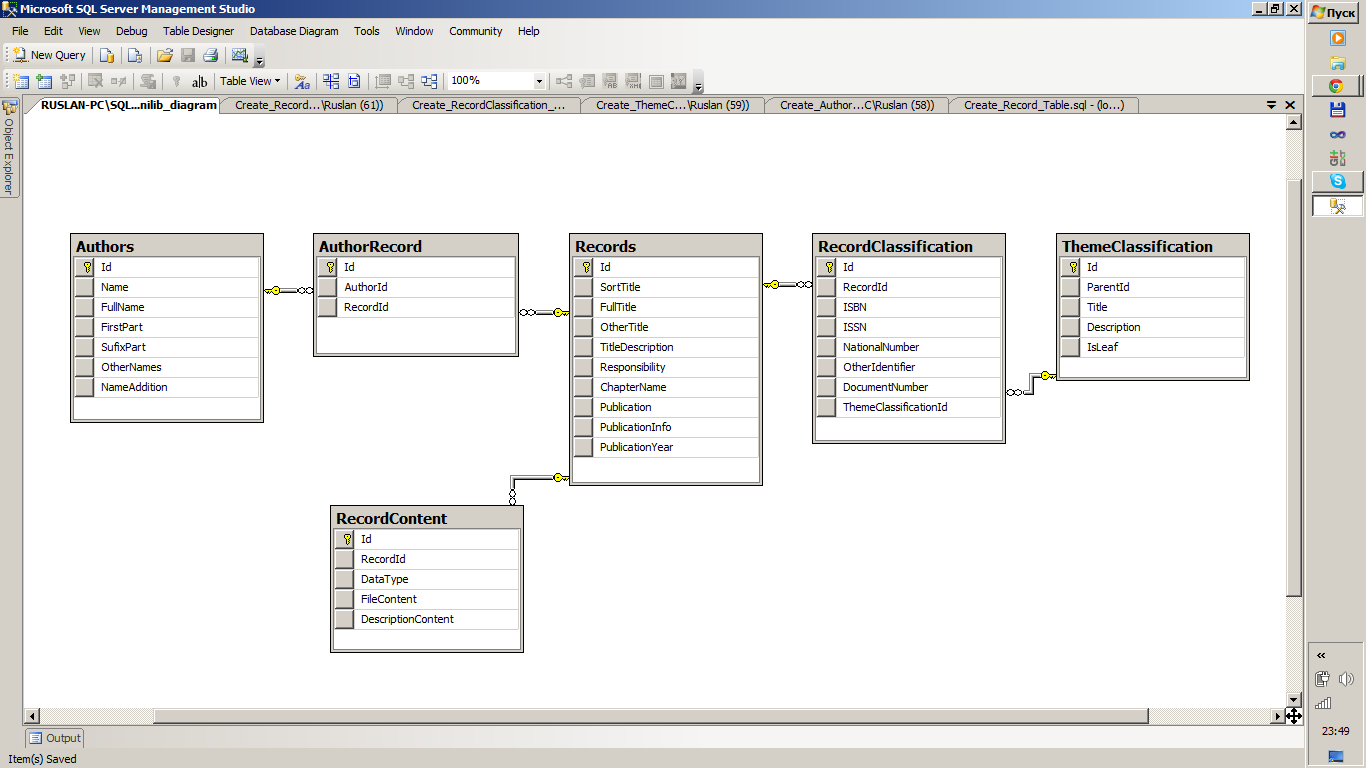 Microsoft SQL Server Management Studio
Пуск
File Edit View Debug Table Designer Database Diagram Tools Window Community Help
New Query
ab Table View 100%
RUSLAN-PC\SQL...nilib_diagram Create_Record...\Ruslan (61)) Create_RecordClassification_... Create_ThemeC...\Ruslan (59)) Create_Author...C\Ruslan (58)) Create_Record_Table.sql - (lo...)
Object Explorer
Authors
Id
Name
FullName
FirstPart
SufixPart
OtherNames
NameAddition
AuthorRecord
Id
AuthorId
RecordId
Records
Id
SortTitle
FullTitle
OtherTitle
TitleDescription
Responsibility
ChapterName
Publication
PublicationInfo
PublicationYear
RecordClassification
Id
RecordId
ISBN
ISSN
NationalNumber
OtherIdentifier
DocumentNumber
ThemeClassificationId
ThemeClassification
Id
ParentId
Title
Description
IsLeaf
RecordContent
Id
RecordId
DataType
FileContent
DescriptionContent
Output
Item(s) Saved
«
23:49